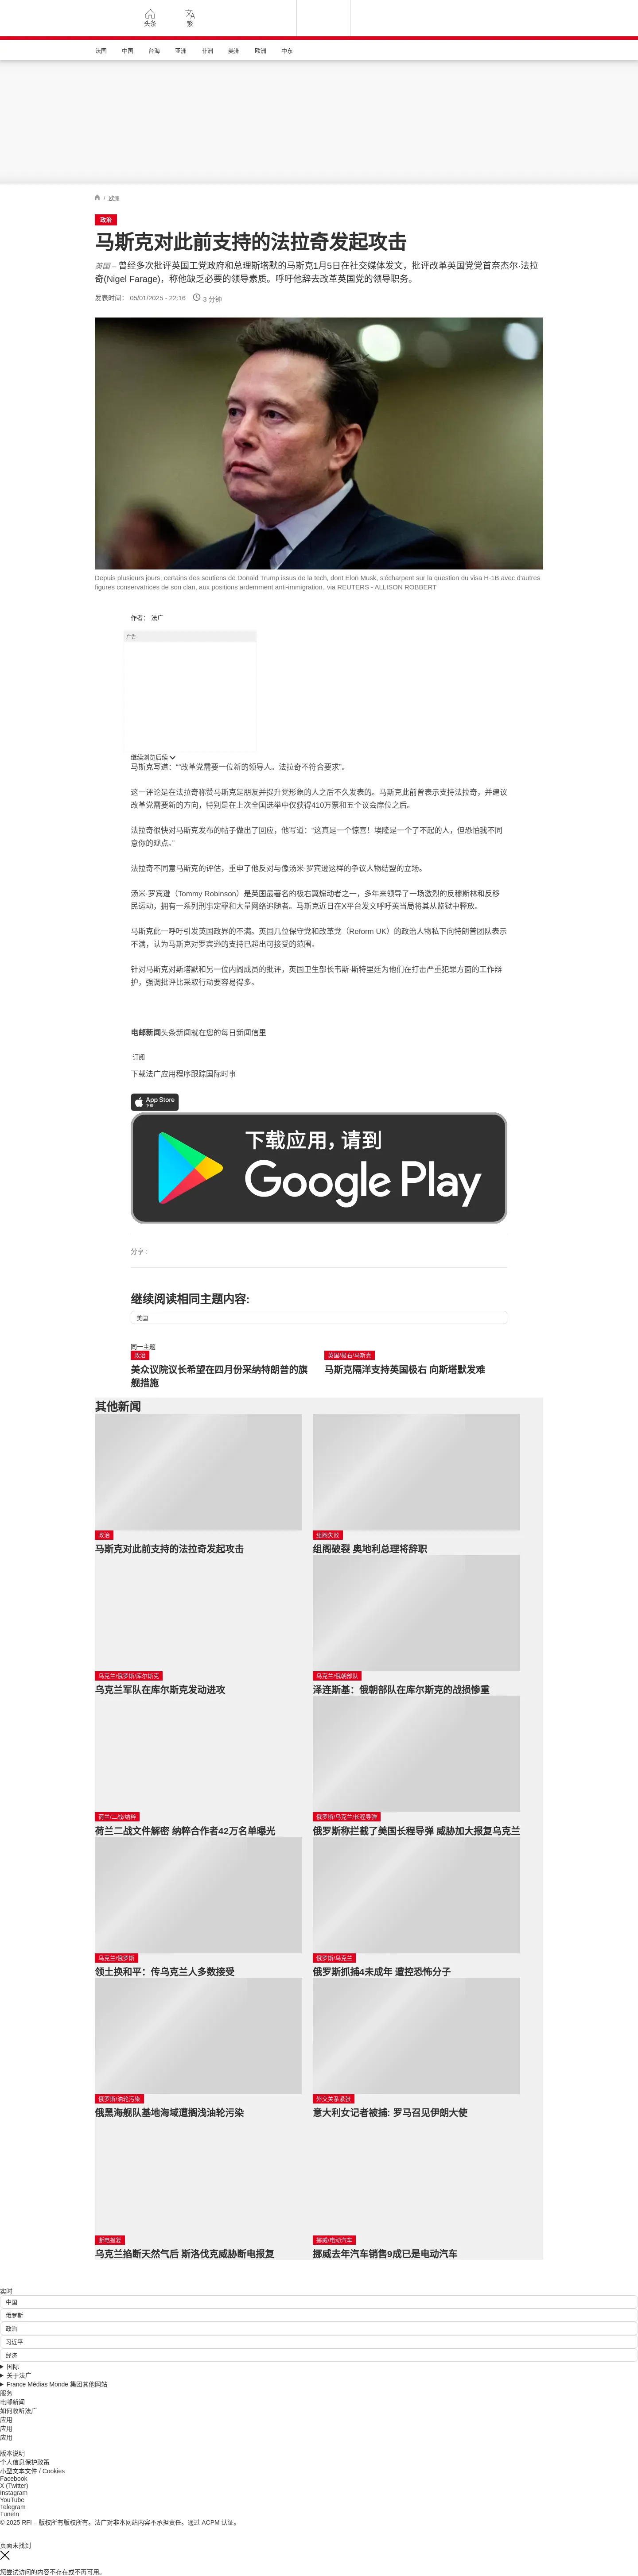 头条
繁
法国 中国 台海 亚洲 非洲 美洲 欧洲 中东
/ 欧洲
政治
马斯克对此前支持的法拉奇发起攻击
英国 – 曾经多次批评英国工党政府和总理斯塔默的马斯克1月5日在社交媒体发文，批评改革英国党党首奈杰尔·法拉
奇(Nigel Farage)，称他缺乏必要的领导素质。呼吁他辞去改革英国党的领导职务。
发表时间： 05/01/2025 - 22:16 3 分钟
Depuis plusieurs jours, certains des soutiens de Donald Trump issus de la tech, dont Elon Musk, s'écharpent sur la question du visa H-1B avec d'autres
figures conservatrices de son clan, aux positions ardemment anti-immigration. via REUTERS - ALLISON ROBBERT
作者： 法广
广告
继续浏览后续
马斯克写道：““改革党需要一位新的领导人。法拉奇不符合要求”。
这一评论是在法拉奇称赞马斯克是朋友并提升党形象的人之后不久发表的。马斯克此前曾表示支持法拉奇，并建议
改革党需要新的方向，特别是在上次全国选举中仅获得410万票和五个议会席位之后。
法拉奇很快对马斯克发布的帖子做出了回应，他写道：“这真是一个惊喜！埃隆是一个了不起的人，但恐怕我不同
意你的观点。”
法拉奇不同意马斯克的评估，重申了他反对与像汤米·罗宾逊这样的争议人物结盟的立场。
汤米·罗宾逊（Tommy Robinson）是英国最著名的极右翼煽动者之一，多年来领导了一场激烈的反穆斯林和反移
民运动，拥有一系列刑事定罪和大量网络追随者。马斯克近日在X平台发文呼吁英当局将其从监狱中释放。
马斯克此一呼吁引发英国政界的不满。英国几位保守党和改革党（Reform UK）的政治人物私下向特朗普团队表示
不满，认为马斯克对罗宾逊的支持已超出可接受的范围。
针对马斯克对斯塔默和另一位内阁成员的批评，英国卫生部长韦斯·斯特里廷为他们在打击严重犯罪方面的工作辩
护，强调批评比采取行动要容易得多。
电邮新闻头条新闻就在您的每日新闻信里
订阅
下载法广应用程序跟踪国际时事
App Store
下载
下载应用，请到
Google Play
分享 :
继续阅读相同主题内容:
美国
同一主题
政治
美众议院议长希望在四月份采纳特朗普的旗
舰措施
英国/极右/马斯克
马斯克隔洋支持英国极右 向斯塔默发难
其他新闻
政治
马斯克对此前支持的法拉奇发起攻击
组阁失败
组阁破裂 奥地利总理将辞职
乌克兰/俄罗斯/库尔斯克
乌克兰军队在库尔斯克发动进攻
乌克兰/俄朝部队
泽连斯基：俄朝部队在库尔斯克的战损惨重
荷兰/二战/纳粹
荷兰二战文件解密 纳粹合作者42万名单曝光
俄罗斯/乌克兰/长程导弹
俄罗斯称拦截了美国长程导弹 威胁加大报复乌克兰
乌克兰/俄罗斯
领土换和平：传乌克兰人多数接受
俄罗斯/乌克兰
俄罗斯抓捕4未成年 遭控恐怖分子
俄罗斯/油轮污染
俄黑海舰队基地海域遭搁浅油轮污染
外交关系紧张
意大利女记者被捕: 罗马召见伊朗大使
断电报复
乌克兰掐断天然气后 斯洛伐克威胁断电报复
挪威/电动汽车
挪威去年汽车销售9成已是电动汽车
实时
中国
俄罗斯
政治
习近平
经济
国际
关于法广
France Médias Monde 集团其他网站
服务
电邮新闻
如何收听法广
应用
应用
应用
版本说明
个人信息保护政策
小型文本文件 / Cookies
Facebook
X (Twitter)
Instagram
YouTube
Telegram
TuneIn
© 2025 RFI – 版权所有版权所有。法广对非本网站内容不承担责任。通过 ACPM 认证。
页面未找到
您尝试访问的内容不存在或不再可用。